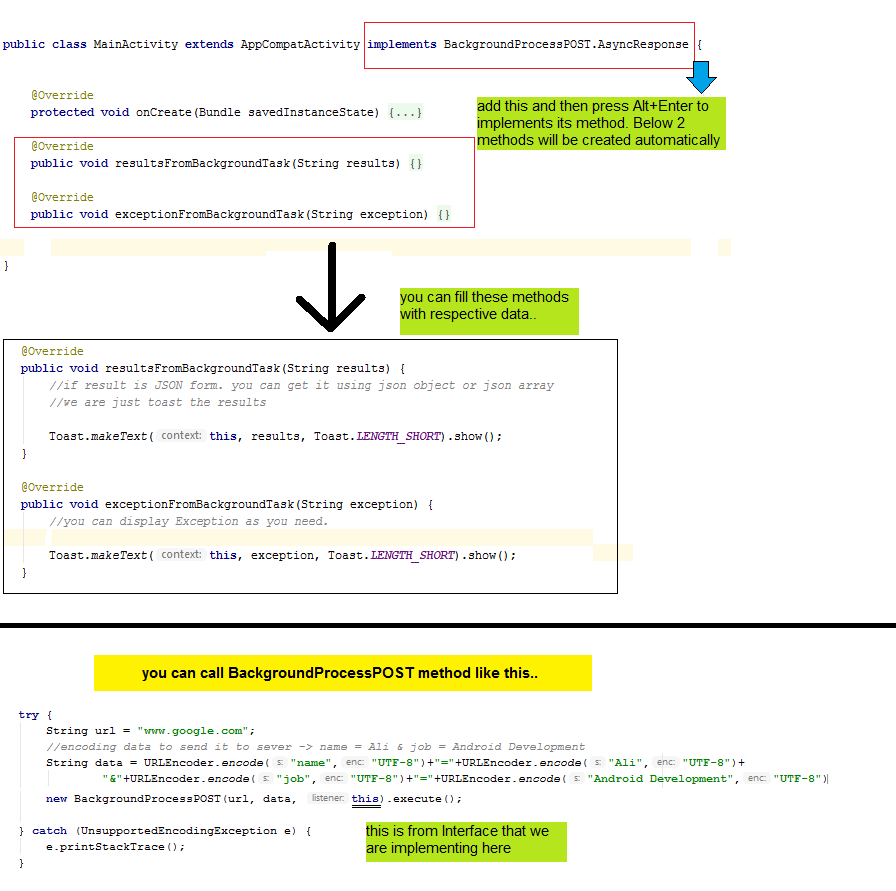 public class MainActivity extends AppCompatActivity implements BackgroundProcessPOST.AsyncResponse {
@Override
protected void onCreate(Bundle savedInstanceState) {...}
add this and then press Alt+Enter to
implements its method. Below 2
methods will be created automatically
@Override
public void resultsFromBackgroundTask(String results) {}
@Override
public void exceptionFromBackgroundTask(String exception) {}
}
you can fill these methods
with respective data..
@Override
public void resultsFromBackgroundTask(String results) {
//if result is JSON form. you can get it using json object or json array
//we are just toast the results
Toast.makeText( context: this, results, Toast.LENGTH_SHORT).show();
}
@Override
public void exceptionFromBackgroundTask(String exception) {
//you can display Exception as you need.
Toast.makeText( context: this, exception, Toast.LENGTH_SHORT).show();
}
you can call BackgroundProcessPOST method like this..
try {
String url = "www.google.com";
//encoding data to send it to sever -> name = Ali & job = Android Development
String data = URLEncoder.encode( s: "name", enc: "UTF-8")+"="+URLEncoder.encode( s: "Ali", enc: "UTF-8")+
"&"+URLEncoder.encode( s: "job", enc: "UTF-8")+"="+URLEncoder.encode( s: "Android Development", enc: "UTF-8")
new BackgroundProcessPOST(url, data, listener: this).execute();
} catch (UnsupportedEncodingException e) {
e.printStackTrace();
}
this is from Interface that we
are implementing here